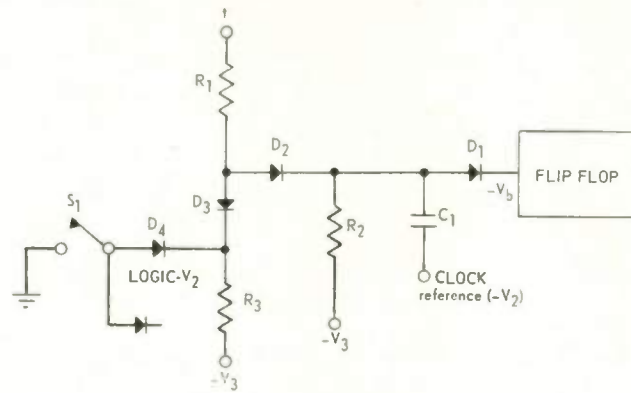 R1
D2
D1
-Vb
FLIP FLOP
S1
D3
D4
LOGIC-V2
R2
C1
CLOCK
reference (-V2)
R3
-V3
-V3